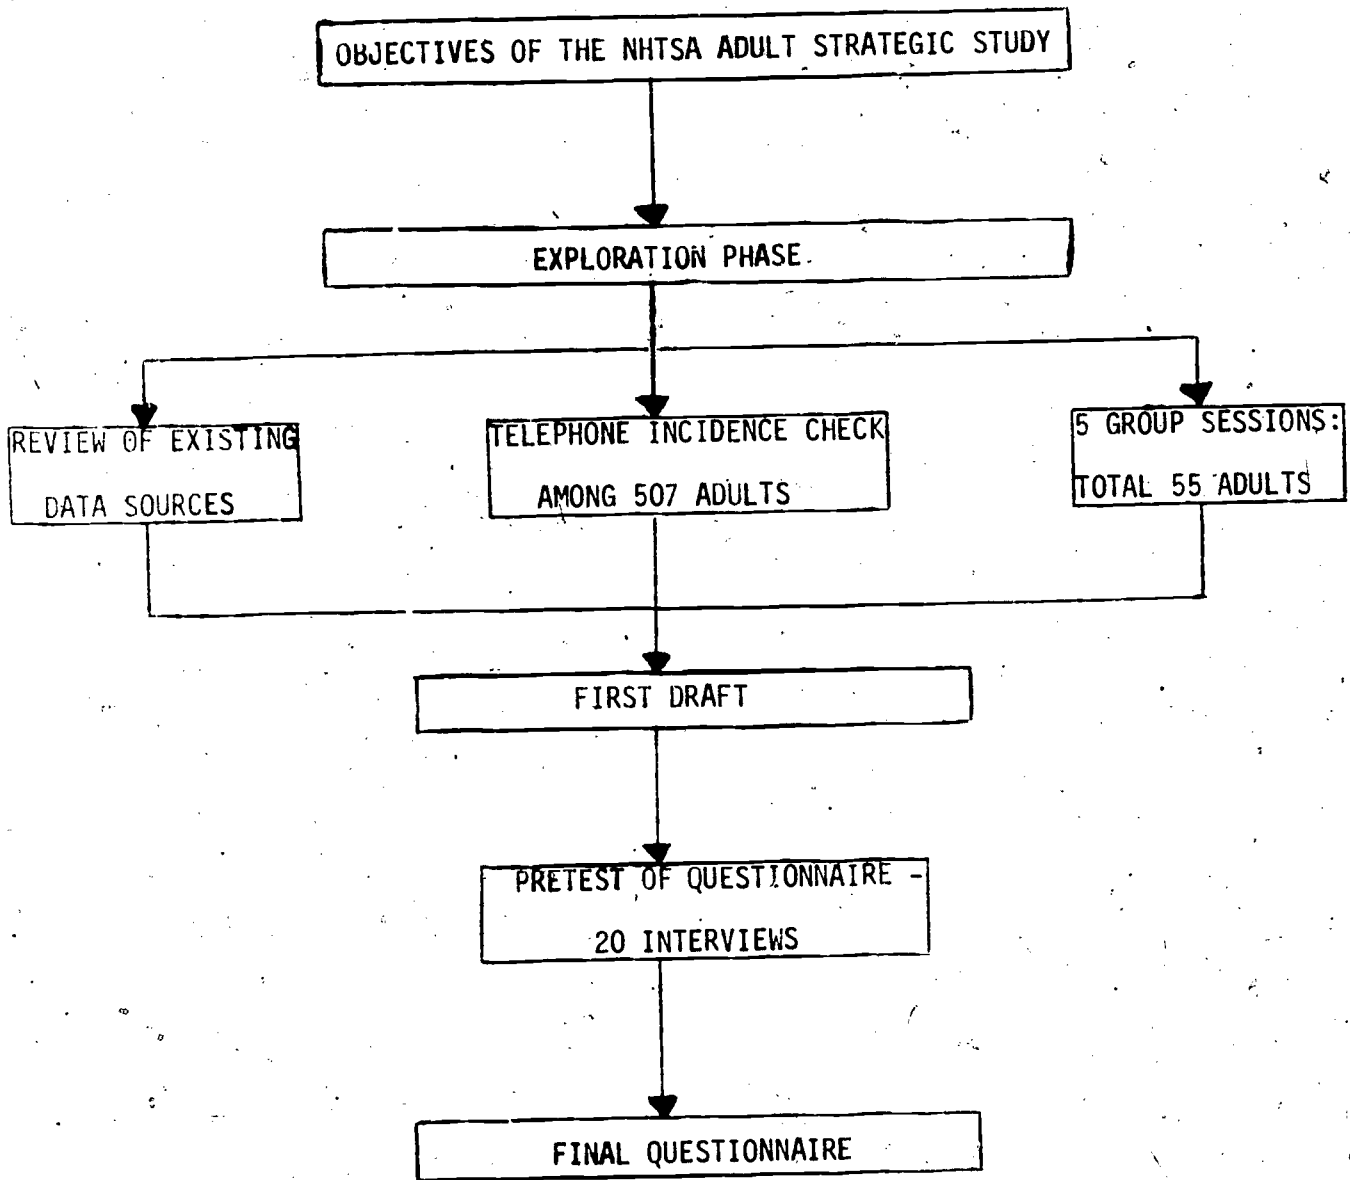 OBJECTIVES OF THE NHTSA ADULT STRATEGIC STUDY
EXPLORATION PHASE.
REVIEW OF EXISTING
DATA SOURCES
TELEPHONE INCIDENCE CHECK
AMONG 507 ADULTS
5 GROUP SESSIONS:
TOTAL 55 ADULTS
FIRST DRAFT
PRETEST OF QUESTIONNAIRE -
20 INTERVIEWS
FINAL QUESTIONNAIRE